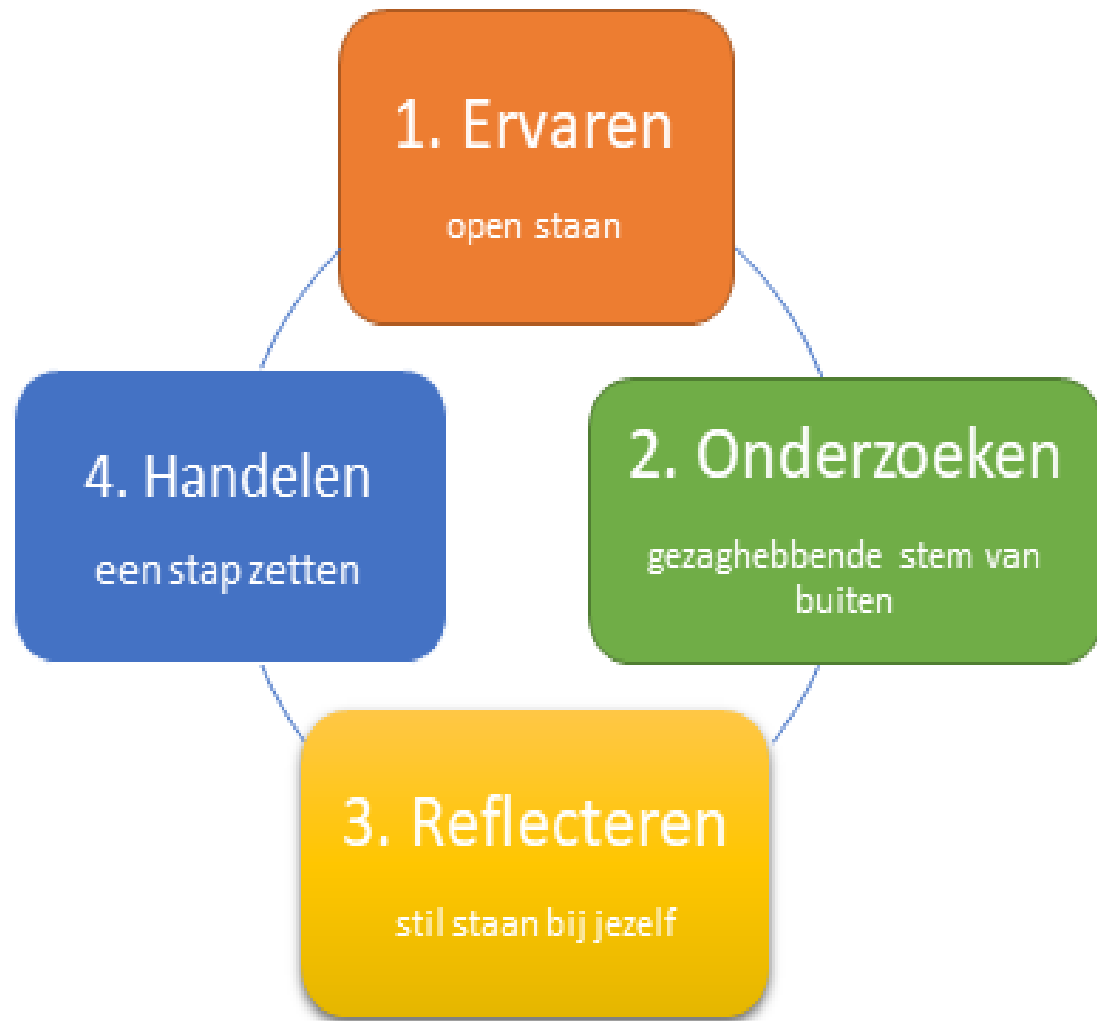 1. Ervaren
open staan
2. Onderzoeken
gezaghebbende stem van
buiten
3. Reflecteren
stil staan bij jezelf
4. Handelen
een stap zetten